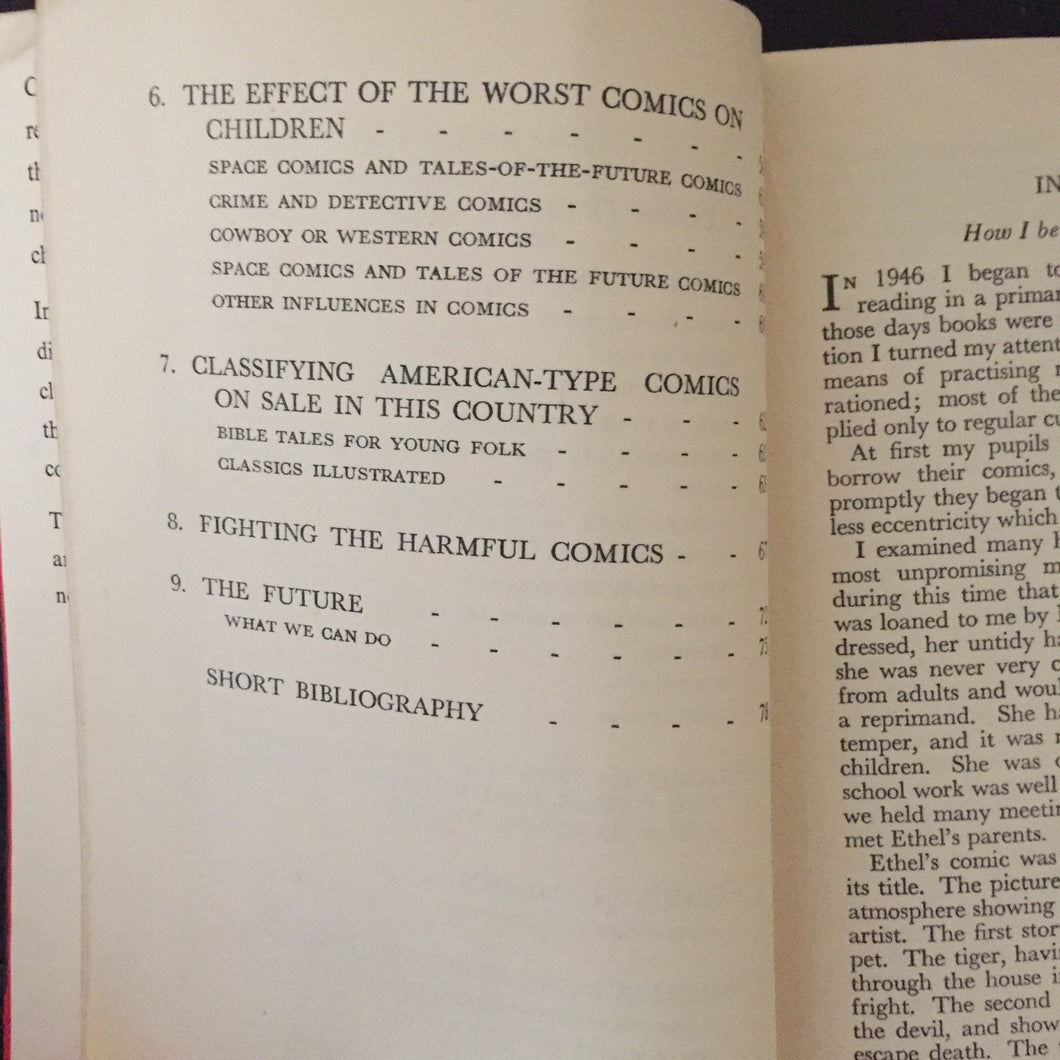 6. THE EFFECT OF THE WORST COMICS ON
CHILDREN - - - - - - -
SPACE COMICS AND TALES-OF-THE-FUTURE COMICS
CRIME AND DETECTIVE COMICS - - - -
COWBOY OR WESTERN COMICS - - - -
SPACE COMICS AND TALES OF THE FUTURE COMICS
OTHER INFLUENCES IN COMICS - - - -
7. CLASSIFYING AMERICAN-TYPE COMICS
ON SALE IN THIS COUNTRY - - -
BIBLE TALES FOR YOUNG FOLK - - - -
CLASSICS ILLUSTRATED - - - - -
8. FIGHTING THE HARMFUL COMICS - - 67
9. THE FUTURE - - - - - - 72
WHAT WE CAN DO - - - - - - 75
SHORT BIBLIOGRAPHY - - - - 78
IN
How I be
IN 1946 I began to
reading in a primar
those days books were
tion I turned my attent
means of practising
rationed; most of the
plied only to regular cu
At first my pupils
borrow their comics,
promptly they began t
less eccentricity which
I examined many
most unpromising m
during this time that
was loaned to me by
dressed, her untidy ha
she was never very c
from adults and woul
a reprimand. She ha
temper, and it was
children. She was
school work was well
we held many meetin
met Ethel's parents.
Ethel's comic was
its title. The picture
atmosphere showing
artist. The first stor
pet. The tiger, havi
through the house i
fright. The second
the devil, and show
escape death. The